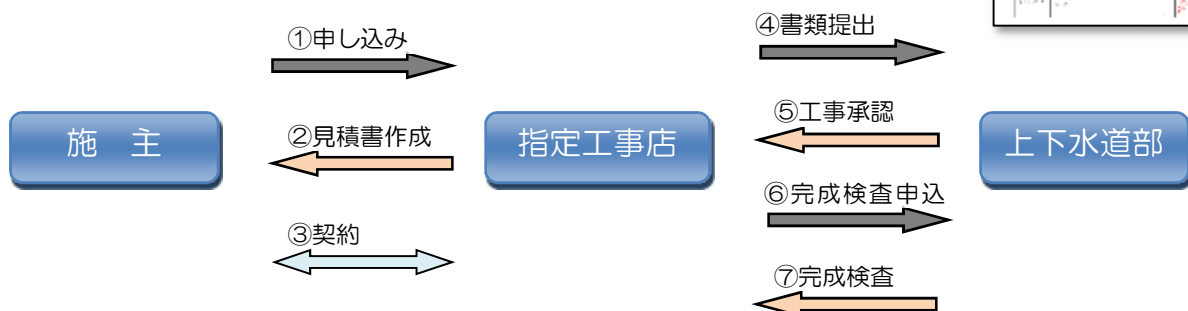 ①申し込み
④書類提出
⑤工事承認
施　主
②見積書作成
指定工事店
上下水道部
⑥完成検査申込
③契約
⑦完成検査